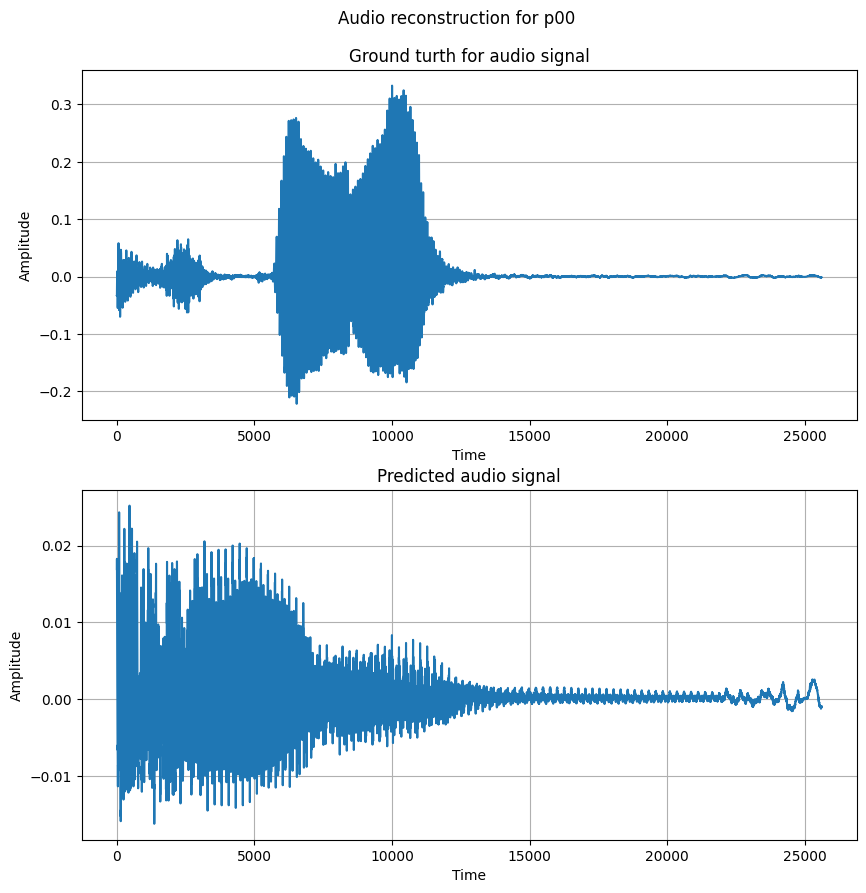 Audio reconstruction for p00
Ground turth for audio signal
0.3
0.2
0.1
0.0
−0.1
−0.2
Amplitude
0 5000 10000 15000 20000 25000
Time
Predicted audio signal
0.02
0.01
0.00
−0.01
Amplitude
0 5000 10000 15000 20000 25000
Time